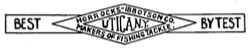 BEST
HORROCKS-IBBOTSON CO.
UTICA, N.Y.
MAKERS OF FISHING TACKLE.
BY TEST